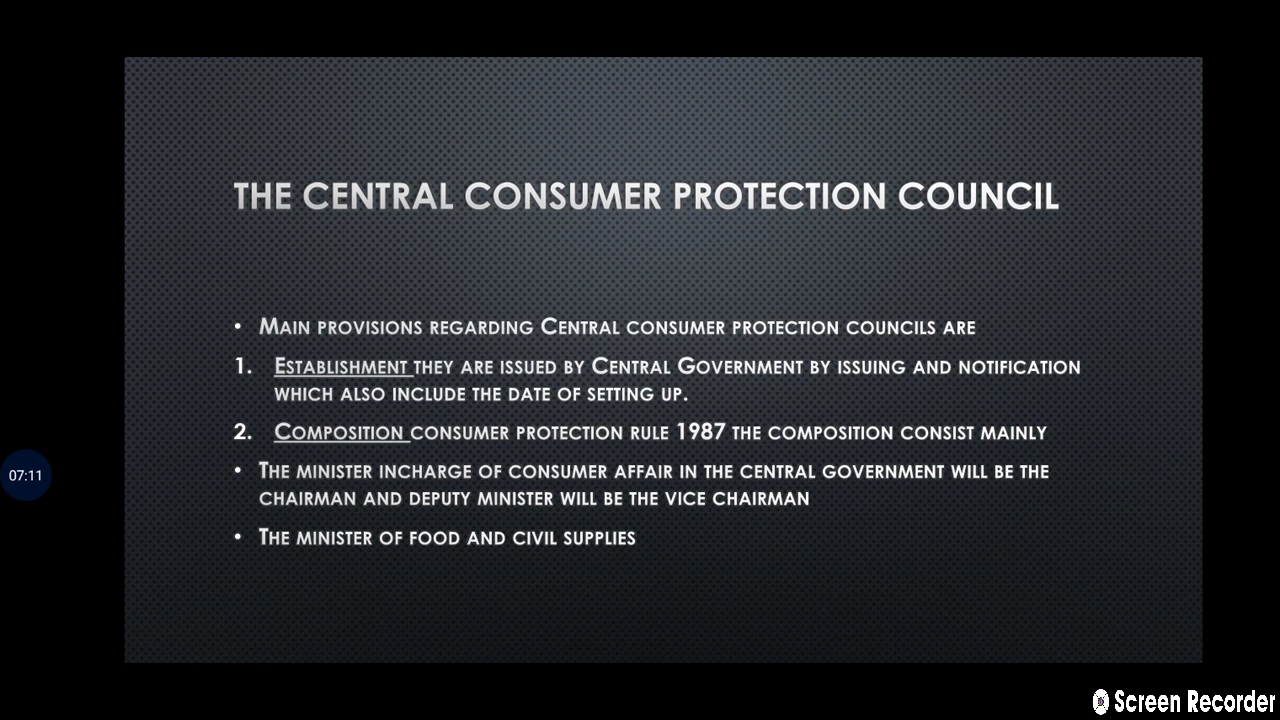 THE CENTRAL CONSUMER PROTECTION COUNCIL
• MAIN PROVISIONS REGARDING CENTRAL CONSUMER PROTECTION COUNCILS ARE
1. ESTABLISHMENT THEY ARE ISSUED BY CENTRAL GOVERNMENT BY ISSUING AND NOTIFICATION
WHICH ALSO INCLUDE THE DATE OF SETTING UP.
2. COMPOSITION CONSUMER PROTECTION RULE 1987 THE COMPOSITION CONSIST MAINLY
• THE MINISTER INCHARGE OF CONSUMER AFFAIR IN THE CENTRAL GOVERNMENT WILL BE THE
CHAIRMAN AND DEPUTY MINISTER WILL BE THE VICE CHAIRMAN
• THE MINISTER OF FOOD AND CIVIL SUPPLIES
07:11
Screen Recorder